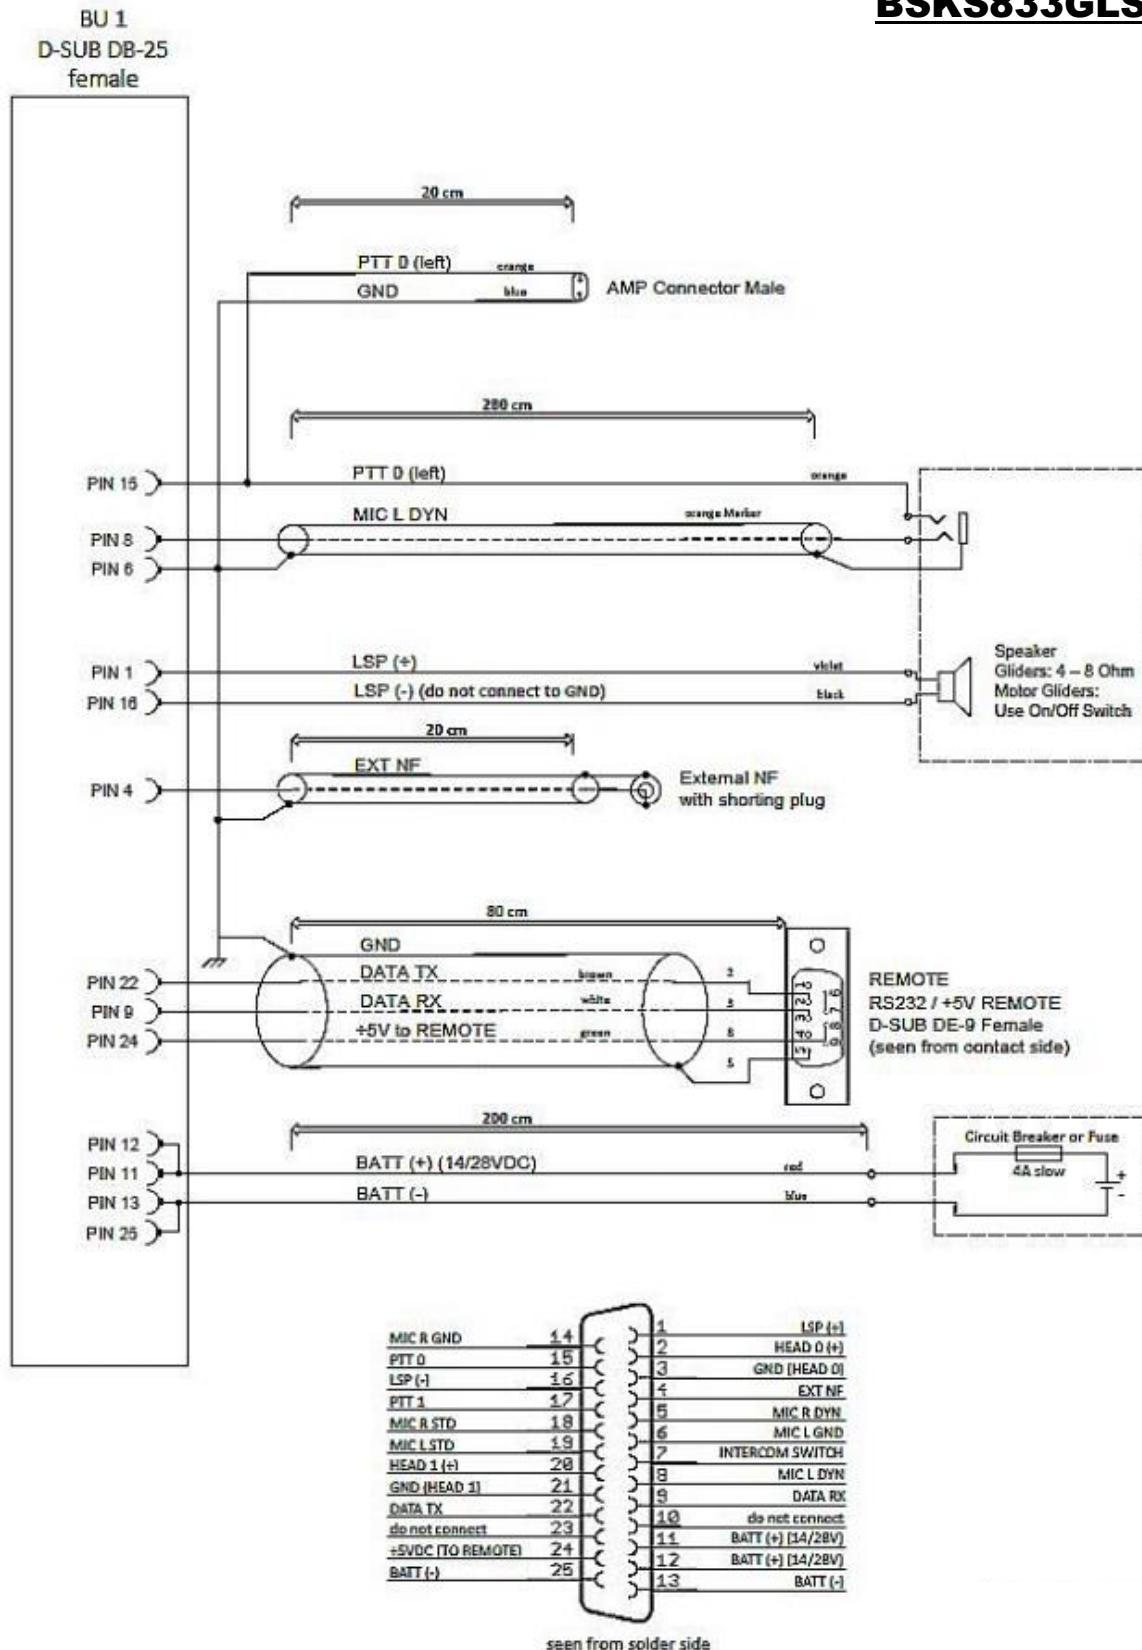 BSKS833GLS
BU 1
D-SUB DB-25
female
20 cm
PTT 0 (left) orange
GND blue
AMP Connector Male
280 cm
PIN 15 PTT 0 (left) orange
PIN 8 MIC L DYN orange Marker
PIN 6
PIN 1 LSP (+) violet
PIN 16 LSP (-) (do not connect to GND) black
Speaker
Gliders: 4 – 8 Ohm
Motor Gliders:
Use On/Off Switch
20 cm
PIN 4 EXT NF
External NF
with shorting plug
80 cm
GND
PIN 22 DATA TX brown 2
PIN 9 DATA RX white 3
PIN 24 +5V to REMOTE green 8
5
1 2 3 4 5
6 7 8 9
REMOTE
RS232 / +5V REMOTE
D-SUB DE-9 Female
(seen from contact side)
200 cm
PIN 12
PIN 11 BATT (+) (14/28VDC) red
PIN 13 BATT (-) blue
PIN 25
Circuit Breaker or Fuse
4A slow
+
-
MIC R GND 14
PTT 0 15
LSP (-) 16
PTT 1 17
MIC R STD 18
MIC L STD 19
HEAD 1 (+) 20
GND (HEAD 1) 21
DATA TX 22
do not connect 23
+5VDC (TO REMOTE) 24
BATT (-) 25
1 LSP (+)
2 HEAD 0 (+)
3 GND (HEAD 0)
4 EXT NF
5 MIC R DYN
6 MIC L GND
7 INTERCOM SWITCH
8 MIC L DYN
9 DATA RX
10 do not connect
11 BATT (+) (14/28V)
12 BATT (+) (14/28V)
13 BATT (-)
seen from solder side